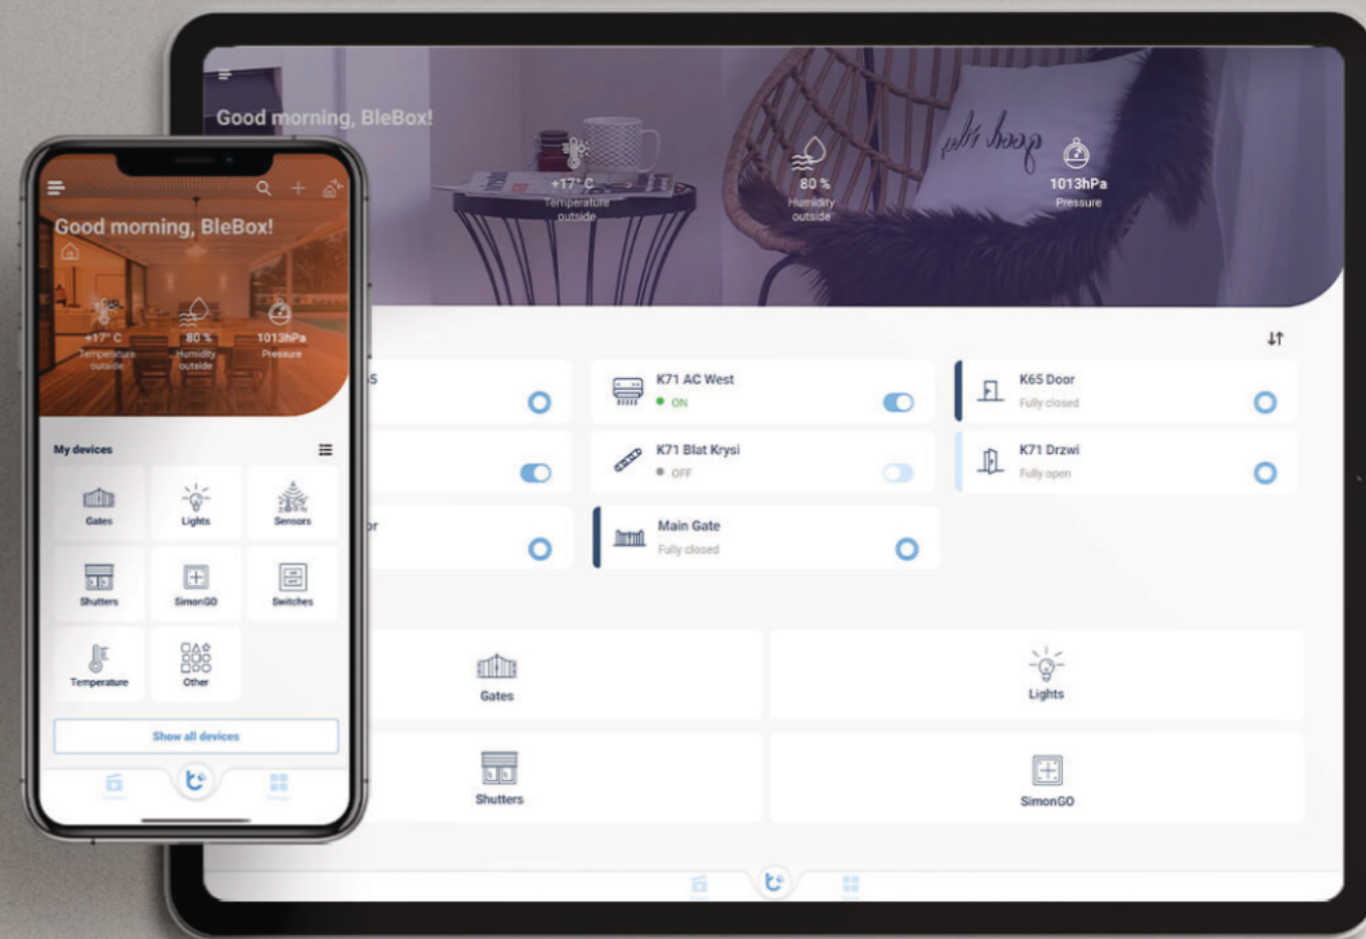 Good morning, BleBox!
+17° C
Temperature
outside
80 %
Humidity
outside
1013hPa
Pressure
My devices
Gates
Lights
Sensors
Shutters
SimonGO
Switches
Temperature
Other
Show all devices
Good morning, BleBox!
+17° C
Temperature
outside
80 %
Humidity
outside
1013hPa
Pressure
K71 AC West
ON
K65 Door
Fully closed
K71 Blat Krysi
OFF
K71 Drzwi
Fully open
Main Gate
Fully closed
Gates
Lights
Shutters
SimonGO